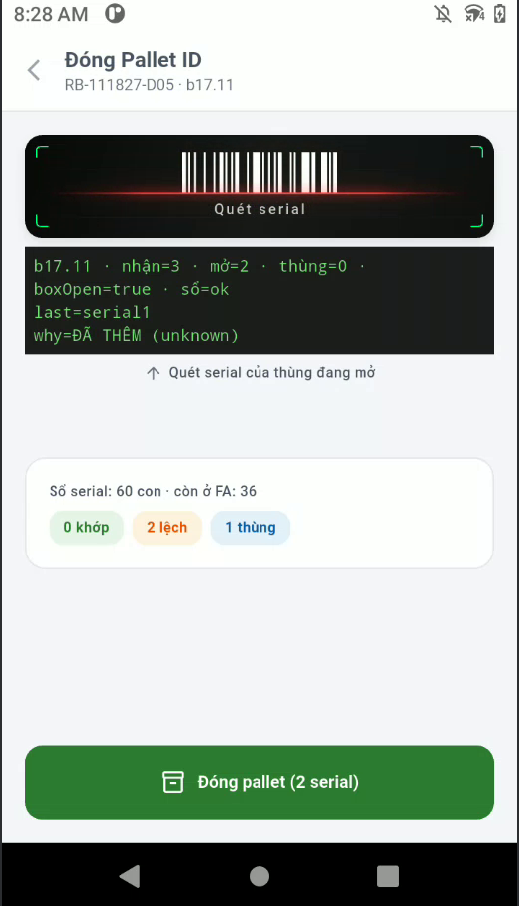 8:28 AM
Đóng Pallet ID
RB-111827-D05 · b17.11
Quét serial
b17.11 · nhận=3 · mở=2 · thùng=0 ·
boxOpen=true · số=ok
last=serial1
why=ĐÃ THÊM (unknown)
↑ Quét serial của thùng đang mở
Số serial: 60 con · còn ở FA: 36
0 khớp 2 lệch 1 thùng
Đóng pallet (2 serial)